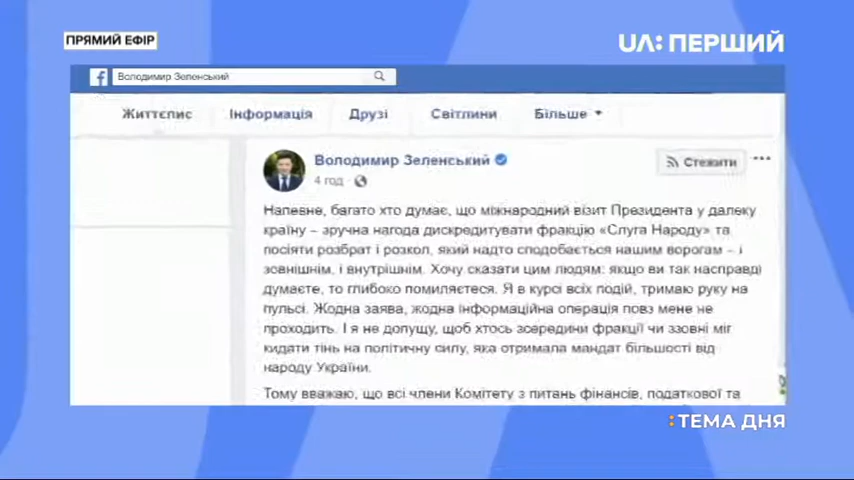 ПРЯМИЙ ЕФІР
UA: ПЕРШИЙ
Володимир Зеленський
Життєпис Інформація Друзі Світлини Більше
Володимир Зеленський
Стежити
4 год
Напевне, багато хто думає, що міжнародний візит Президента у далеку
країну – зручна нагода дискредитувати фракцію «Слуга Народу» та
посіяти розбрат і розкол, який надто сподобається нашим ворогам – і
зовнішнім, і внутрішнім. Хочу сказати цим людям: якщо ви так насправді
думаєте, то глибоко помиляєтеся. Я в курсі всіх подій, тримаю руку на
пульсі. Жодна заява, жодна інформаційна операція повз мене не
проходить. І я не допущу, щоб хтось зсередини фракції чи ззовні міг
кидати тінь на політичну силу, яка отримала мандат більшості від
народу України.
Тому вважаю, що всі члени Комітету з питань фінансів, податкової та
:ТЕМА ДНЯ